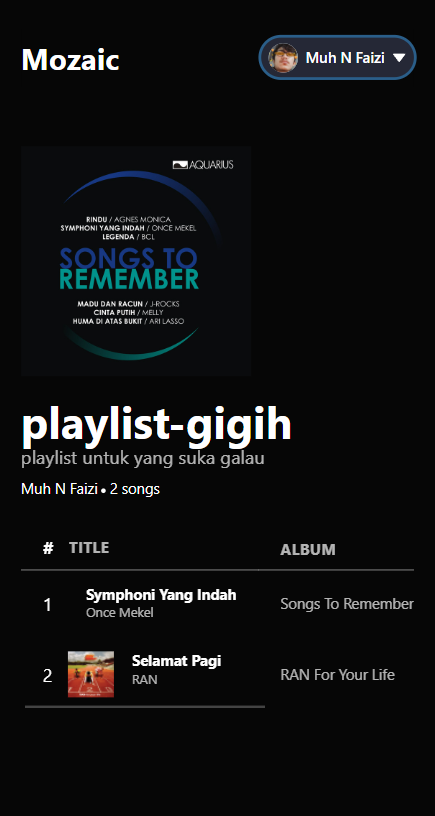 Mozaic
Muh N Faizi
AQUARIUS
RINDU / AGNES MONICA
SYMPHONI YANG INDAH / ONCE MEKEL
LEGENDA / BCL
SONGS TO
REMEMBER
MADU DAN RACUN / J-ROCKS
CINTA PUTIH / MELLY
HUMA DI ATAS BUKIT / ARI LASSO
playlist-gigih
playlist untuk yang suka galau
Muh N Faizi • 2 songs
# TITLE ALBUM
1 Symphoni Yang Indah Songs To Remember
Once Mekel
2 Selamat Pagi RAN For Your Life
RAN